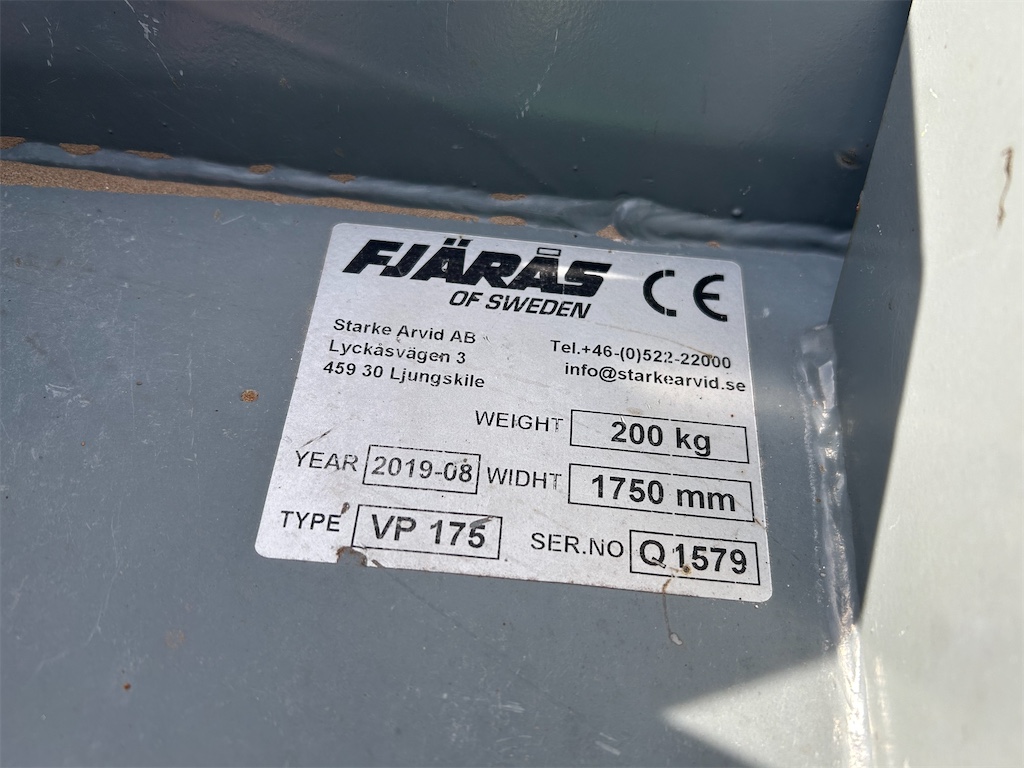 FJÄRÅS
OF SWEDEN
CE
Starke Arvid AB
Lyckåsvägen 3
459 30 Ljungskile
Tel.+46-(0)522-22000
info@starkearvid.se
WEIGHT 200 kg
YEAR 2019-08 WIDHT 1750 mm
TYPE VP 175 SER.NO Q 1579